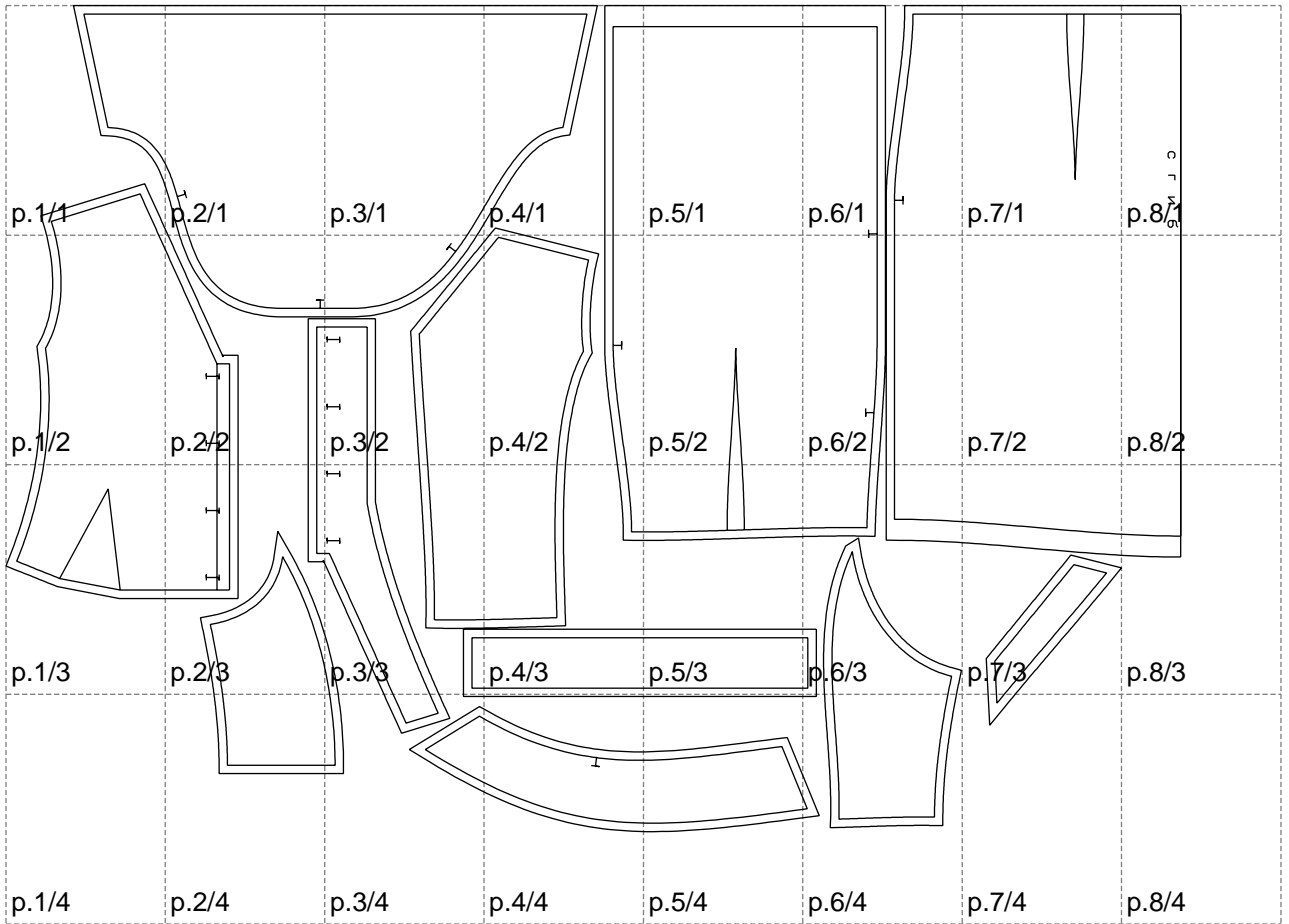 p.1/1 p.2/1 p.3/1 p.4/1 p.5/1 p.6/1 p.7/1 p.8/1
сгиб
p.1/2 p.2/2 p.3/2 p.4/2 p.5/2 p.6/2 p.7/2 p.8/2
p.1/3 p.2/3 p.3/3 p.4/3 p.5/3 p.6/3 p.7/3 p.8/3
p.1/4 p.2/4 p.3/4 p.4/4 p.5/4 p.6/4 p.7/4 p.8/4